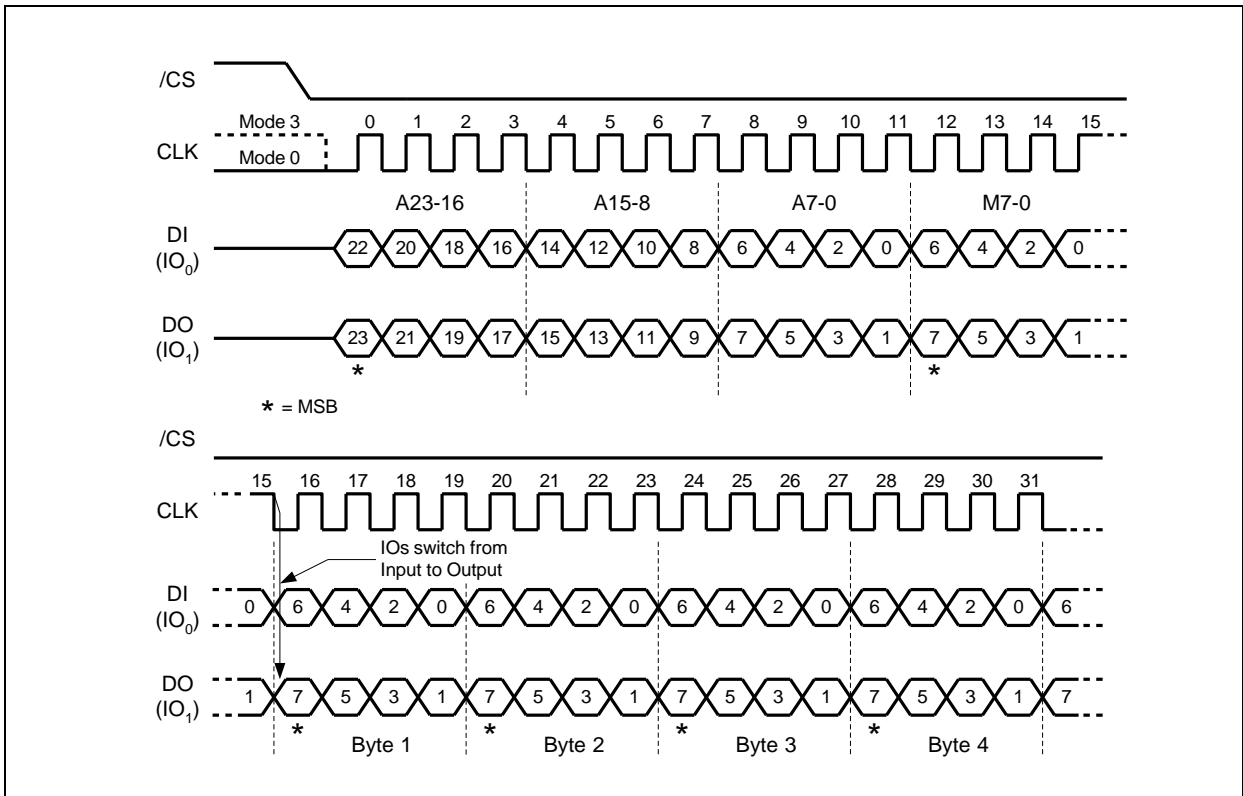 /CS
Mode 3 0 1 2 3 4 5 6 7 8 9 10 11 12 13 14 15
CLK
Mode 0
A23-16 A15-8 A7-0 M7-0
DI
(IO0)
22 20 18 16 14 12 10 8 6 4 2 0 6 4 2 0
DO
(IO1)
23 21 19 17 15 13 11 9 7 5 3 1 7 5 3 1
* *
* = MSB
/CS
15 16 17 18 19 20 21 22 23 24 25 26 27 28 29 30 31
CLK
IOs switch from
Input to Output
DI
(IO0)
0 6 4 2 0 6 4 2 0 6 4 2 0 6 4 2 0 6
DO
(IO1)
1 7 5 3 1 7 5 3 1 7 5 3 1 7 5 3 1 7
* * * *
Byte 1 Byte 2 Byte 3 Byte 4